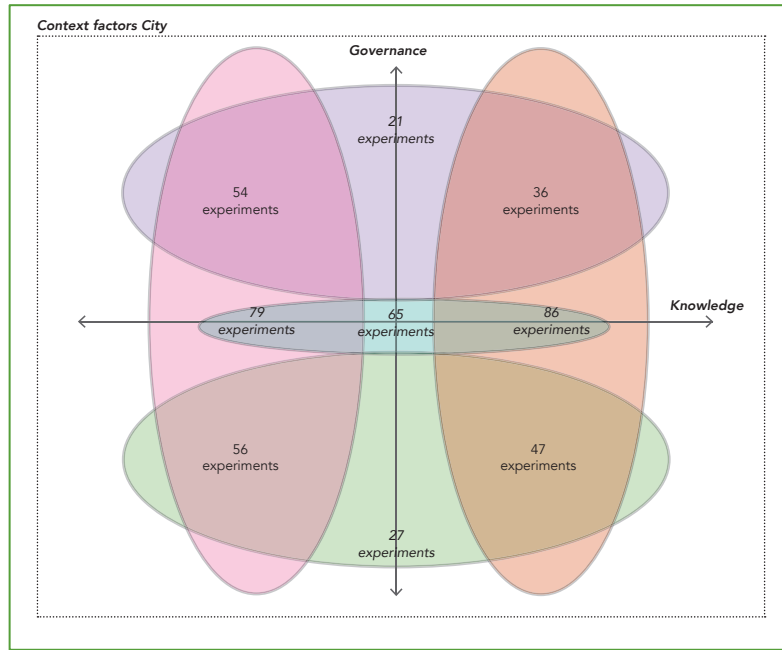 Context factors City
Governance
21
experiments
54
experiments
36
experiments
Knowledge
79
experiments
65
experiments
86
experiments
56
experiments
47
experiments
27
experiments